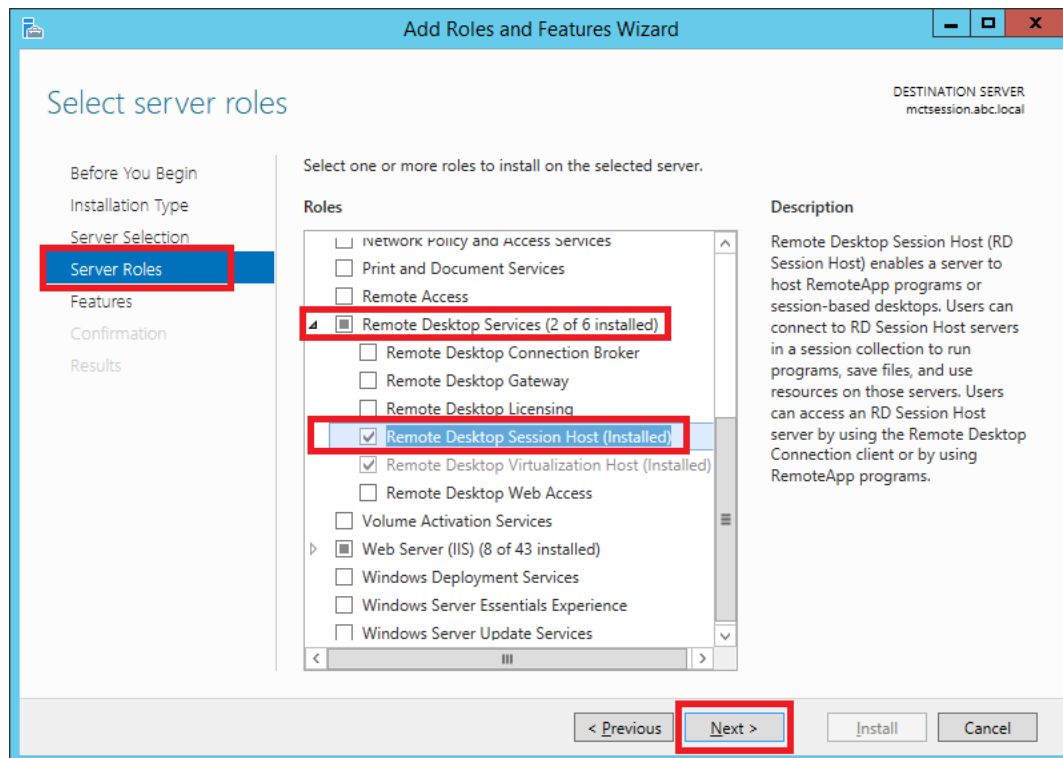 Add Roles and Features Wizard
Select server roles
DESTINATION SERVER
mctsession.abc.local
Before You Begin
Installation Type
Server Selection
Server Roles
Features
Confirmation
Results
Select one or more roles to install on the selected server.
Roles
Network Policy and Access Services
Print and Document Services
Remote Access
Remote Desktop Services (2 of 6 installed)
Remote Desktop Connection Broker
Remote Desktop Gateway
Remote Desktop Licensing
Remote Desktop Session Host (Installed)
Remote Desktop Virtualization Host (Installed)
Remote Desktop Web Access
Volume Activation Services
Web Server (IIS) (8 of 43 installed)
Windows Deployment Services
Windows Server Essentials Experience
Windows Server Update Services
Description
Remote Desktop Session Host (RD
Session Host) enables a server to
host RemoteApp programs or
session-based desktops. Users can
connect to RD Session Host servers
in a session collection to run
programs, save files, and use
resources on those servers. Users
can access an RD Session Host
server by using the Remote Desktop
Connection client or by using
RemoteApp programs.
< Previous
Next >
Install
Cancel